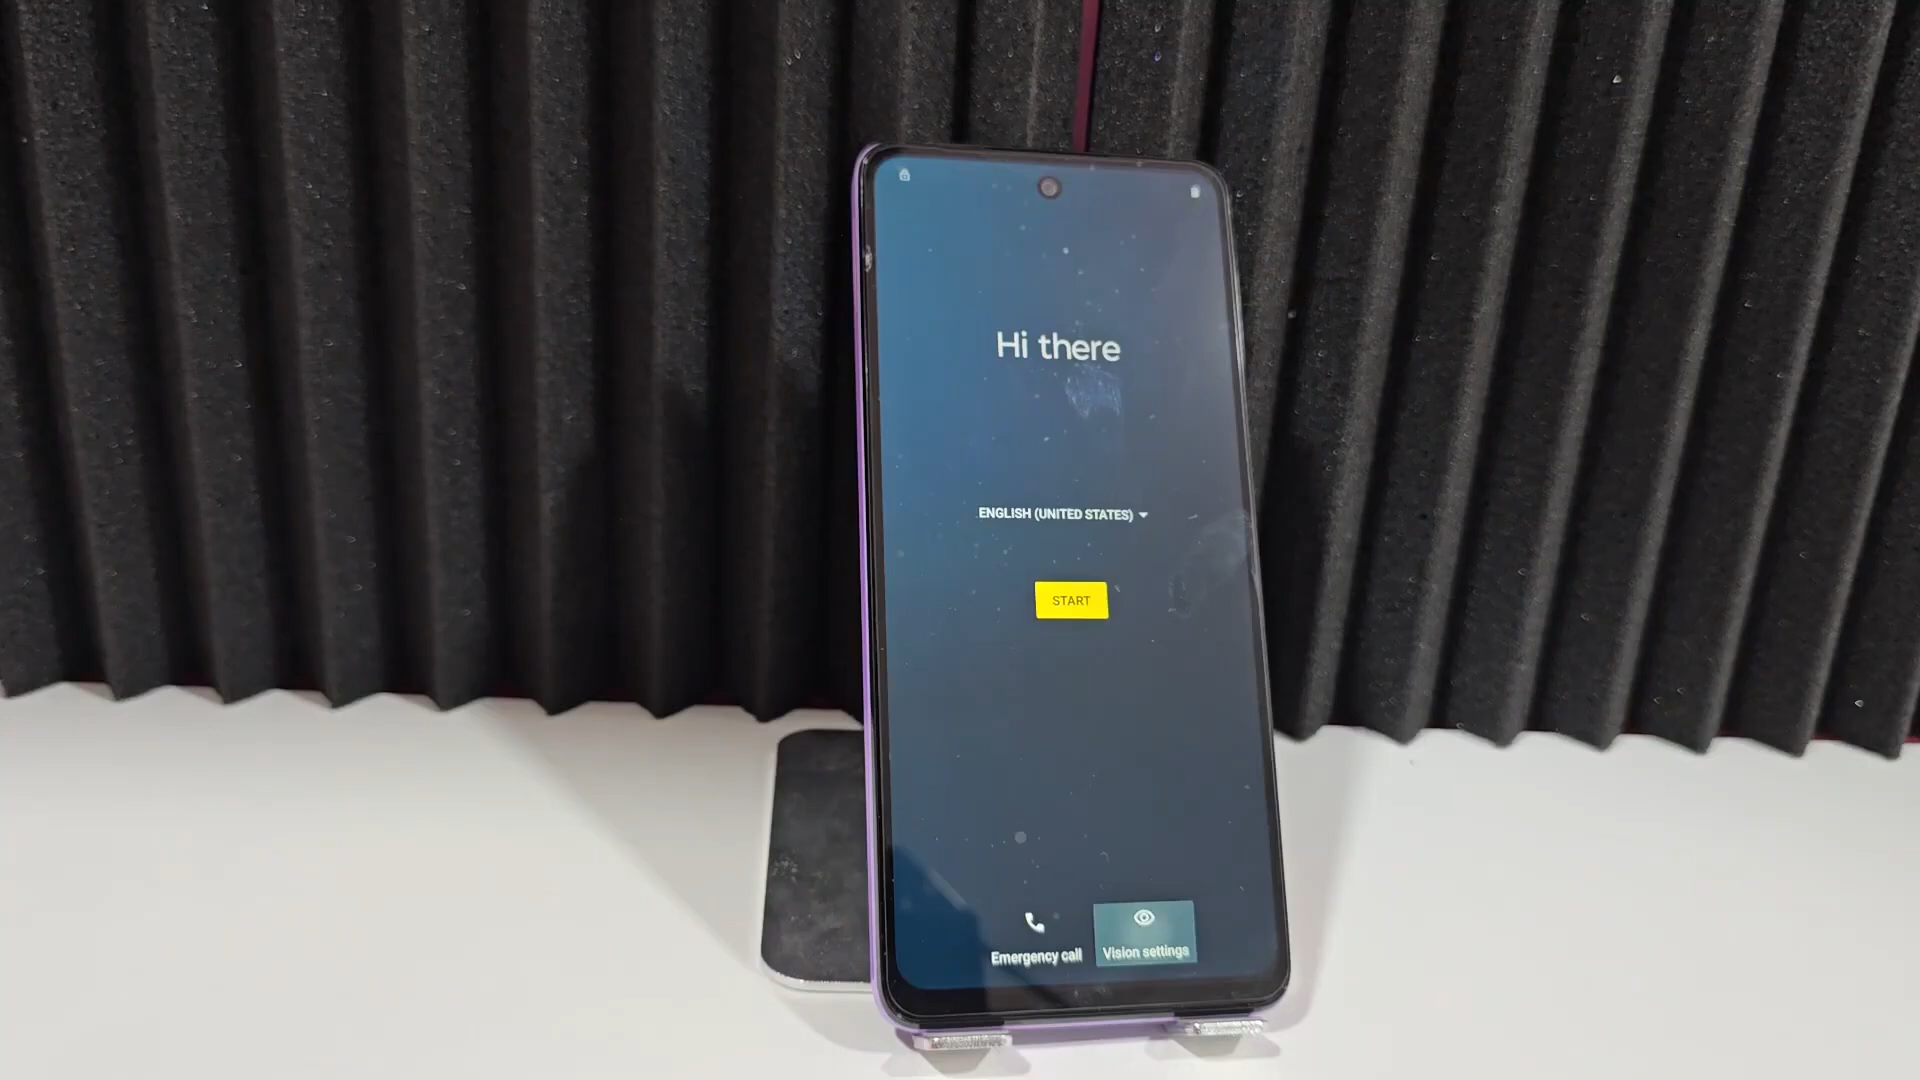 Hi there
ENGLISH (UNITED STATES)
START
Emergency call
Vision settings